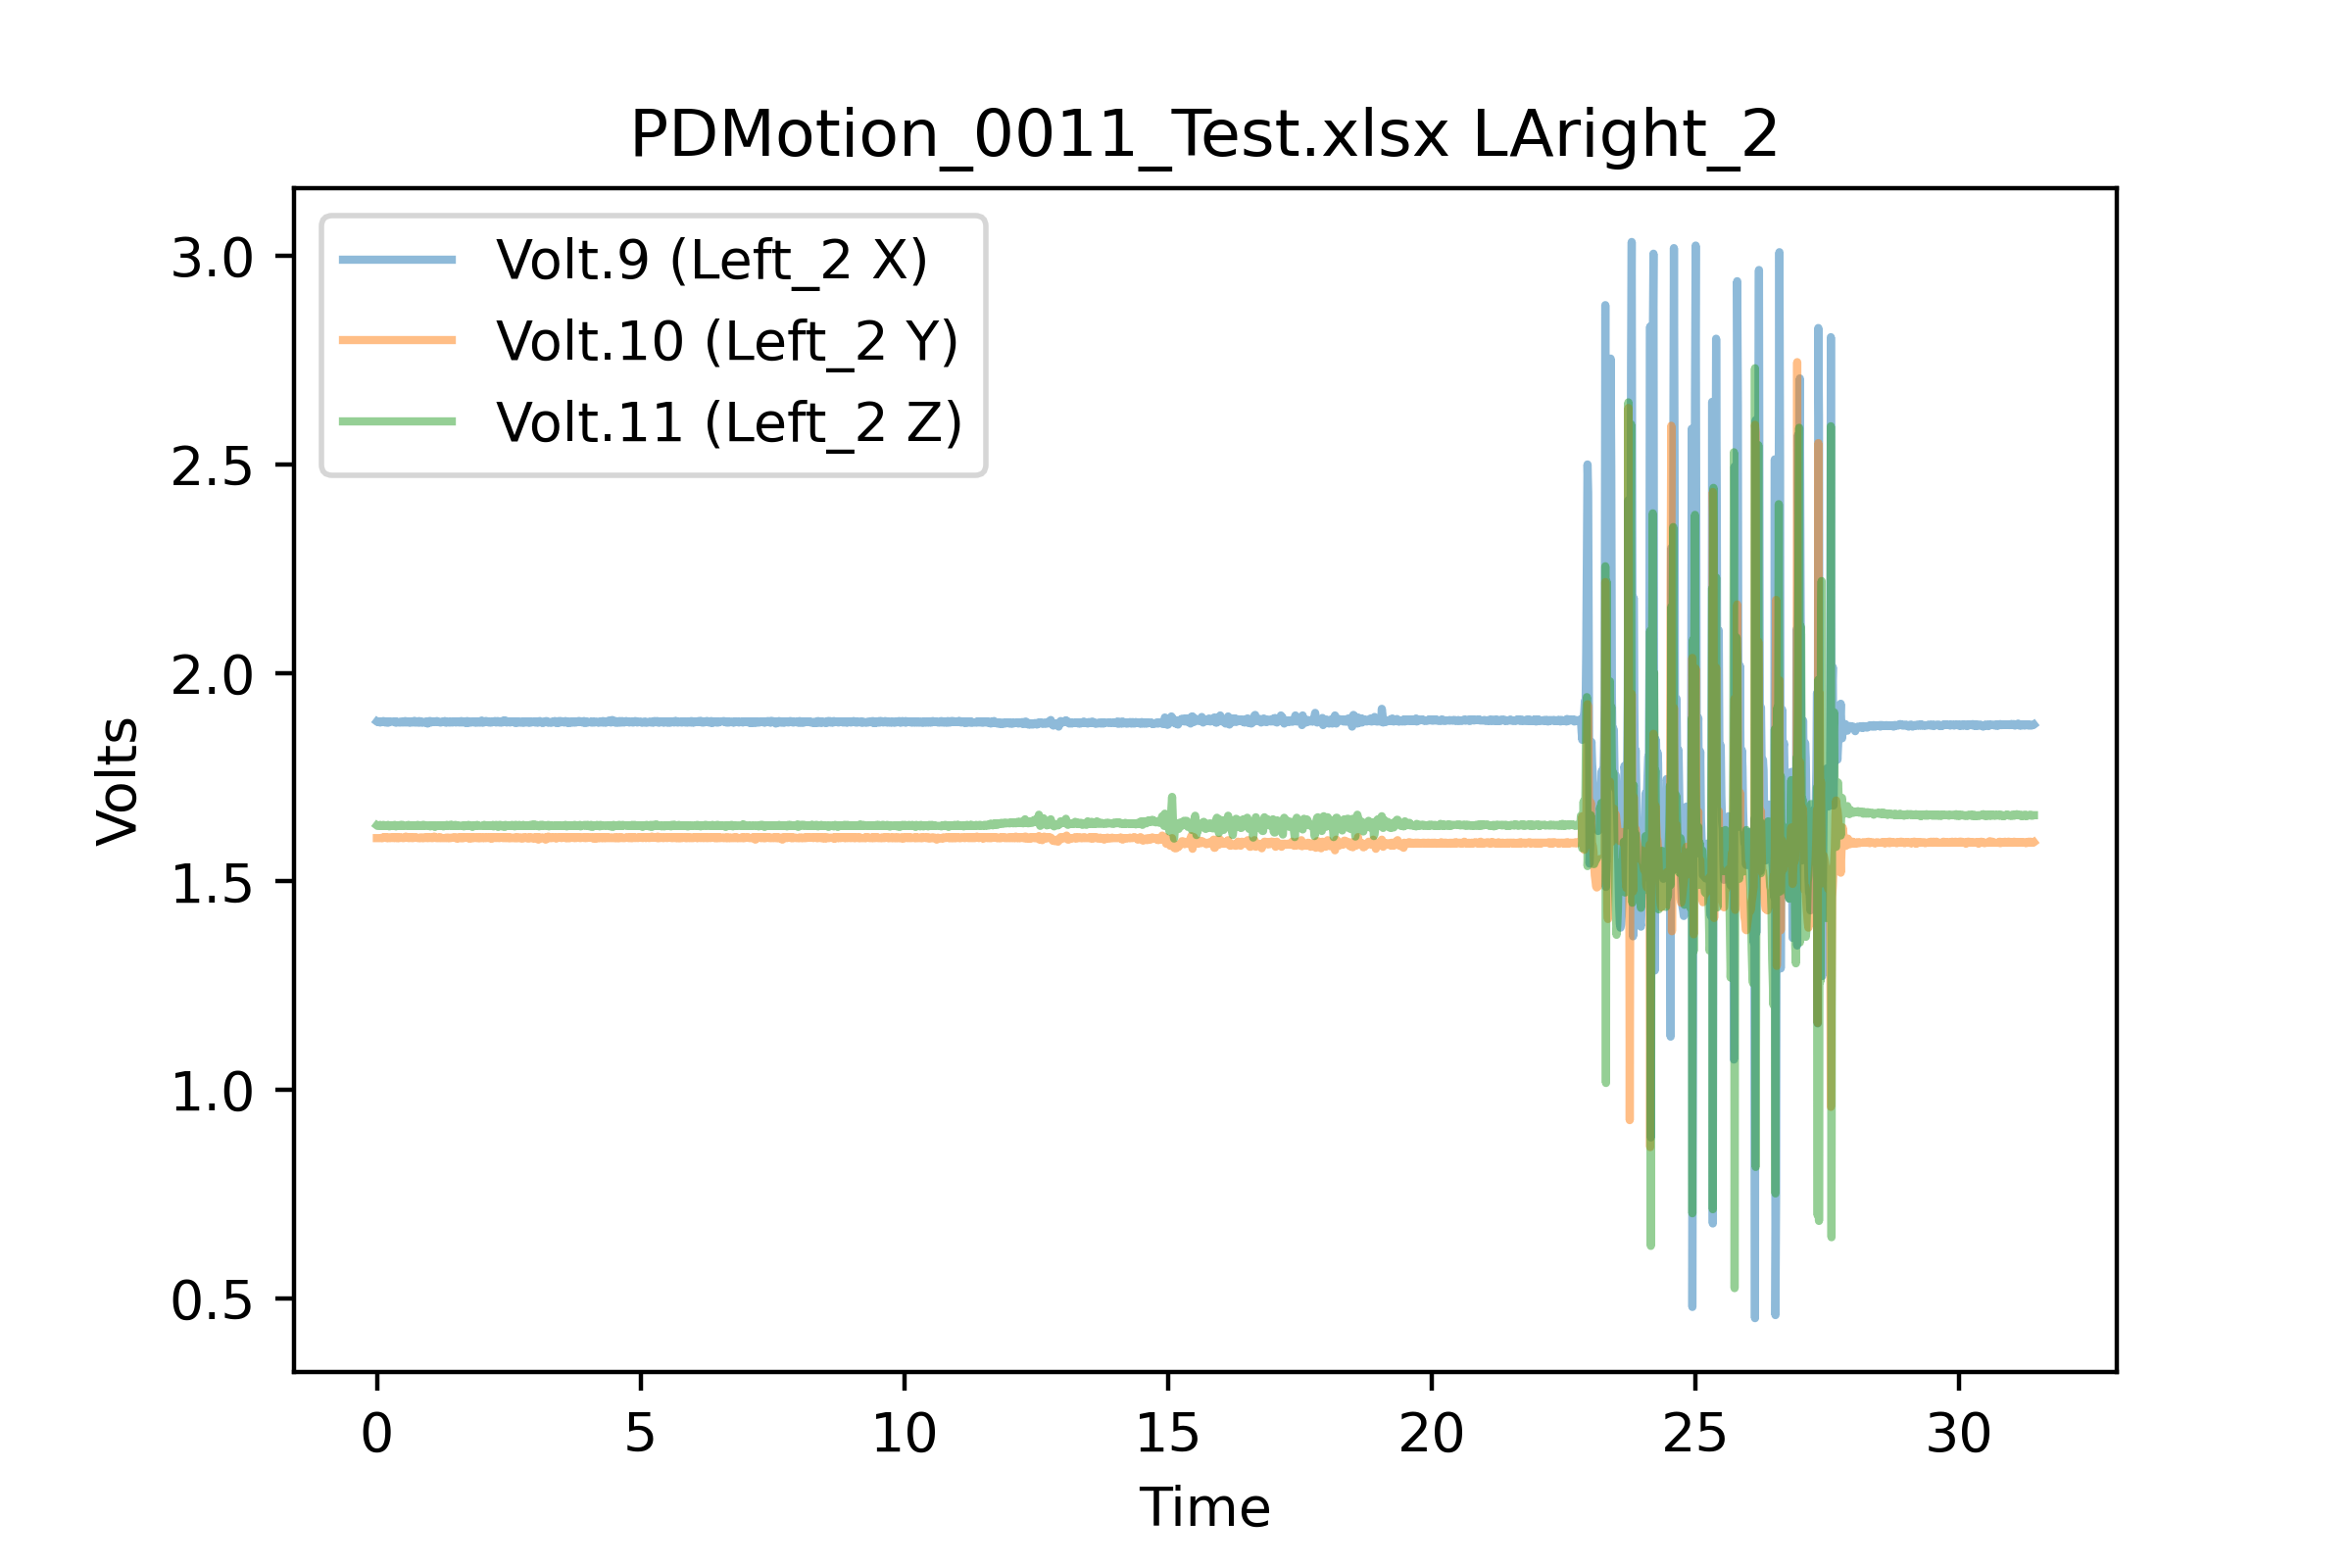 PDMotion_0011_Test.xlsx LAright_2
Volt.9 (Left_2 X)
Volt.10 (Left_2 Y)
Volt.11 (Left_2 Z)
3.0
2.5
2.0
1.5
1.0
0.5
Volts
0 5 10 15 20 25 30
Time